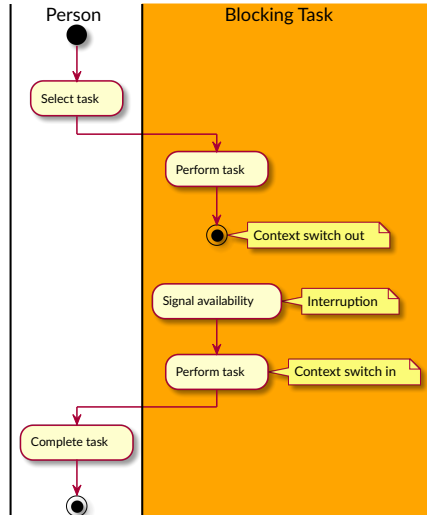 Person
Blocking Task
Select task
Perform task
Context switch out
Signal availability
Interruption
Perform task
Context switch in
Complete task